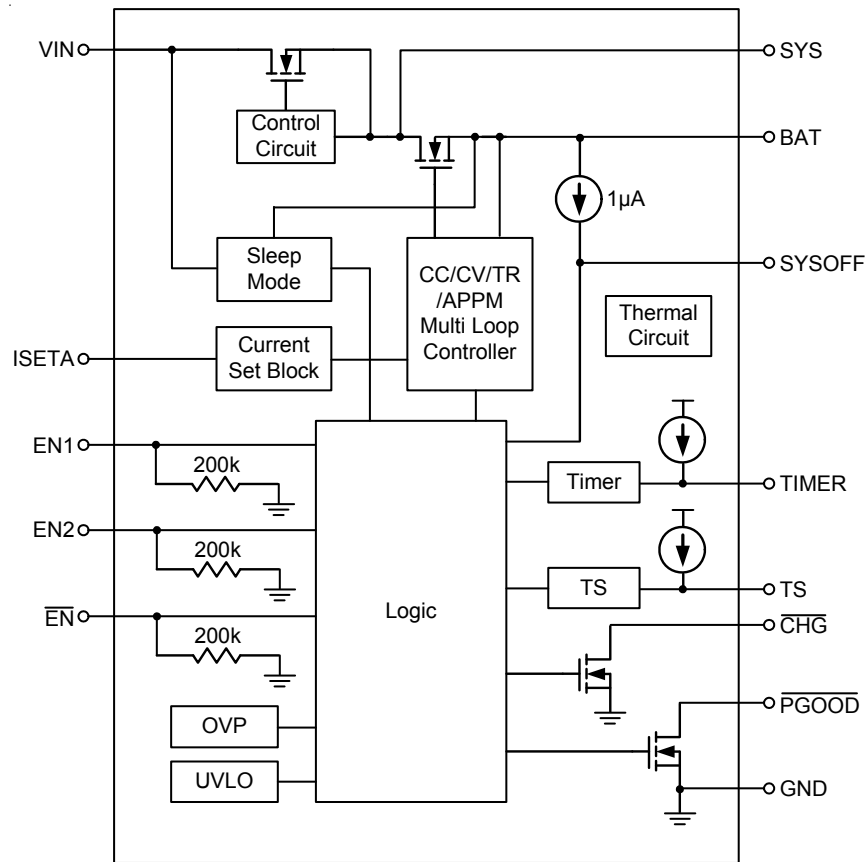 VIN
SYS
Control
Circuit
BAT
1µA
Sleep
Mode
CC/CV/TR
/APPM
Multi Loop
Controller
SYSOFF
Thermal
Circuit
ISETA
Current
Set Block
EN1
200k
Timer
TIMER
EN2
200k
TS
TS
EN
200k
Logic
CHG
OVP
PGOOD
UVLO
GND